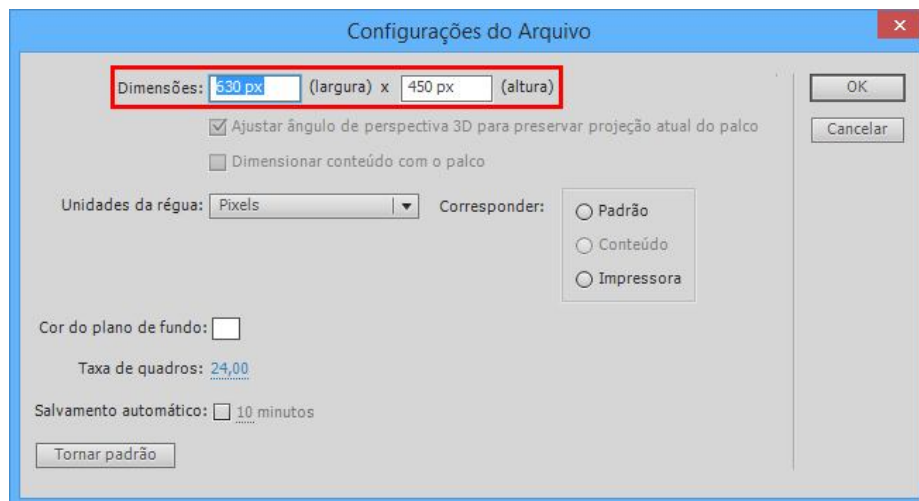 Configurações do Arquivo
Dimensões: 630 px (largura) x 450 px (altura)
OK
Ajustar ângulo de perspectiva 3D para preservar projeção atual do palco
Cancelar
Dimensionar conteúdo com o palco
Unidades da régua: Pixels Corresponder: Padrão
Conteúdo
Impressora
Cor do plano de fundo:
Taxa de quadros: 24,00
Salvamento automático: 10 minutos
Tornar padrão